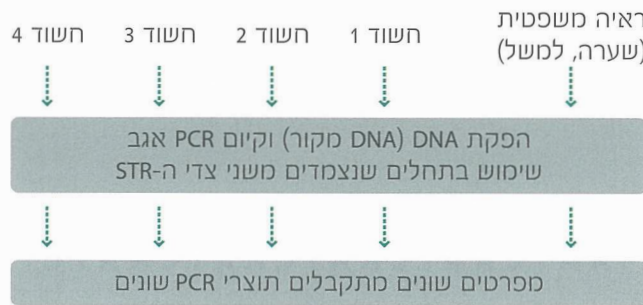 ראיה משפטית
(שערה, למשל)
חשוד 1
חשוד 2
חשוד 3
חשוד 4
הפקת DNA (DNA מקור) וקיום PCR אגב
שימוש בתחלים שנצמדים משני צדי ה-STR
מפרטים שונים מתקבלים תוצרי PCR שונים